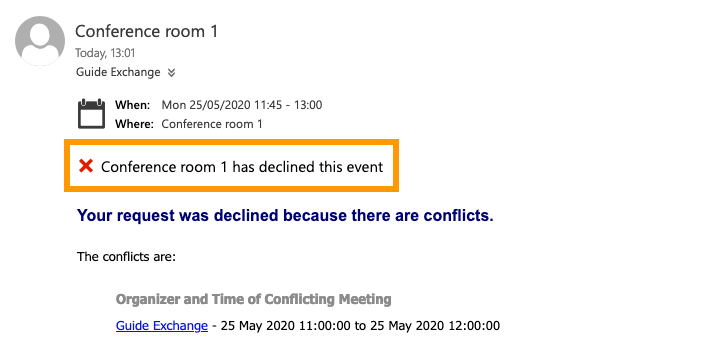 Conference room 1
Today, 13:01
Guide Exchange
When: Mon 25/05/2020 11:45 - 13:00
Where: Conference room 1
Conference room 1 has declined this event
Your request was declined because there are conflicts.
The conflicts are:
Organizer and Time of Conflicting Meeting
Guide Exchange - 25 May 2020 11:00:00 to 25 May 2020 12:00:00